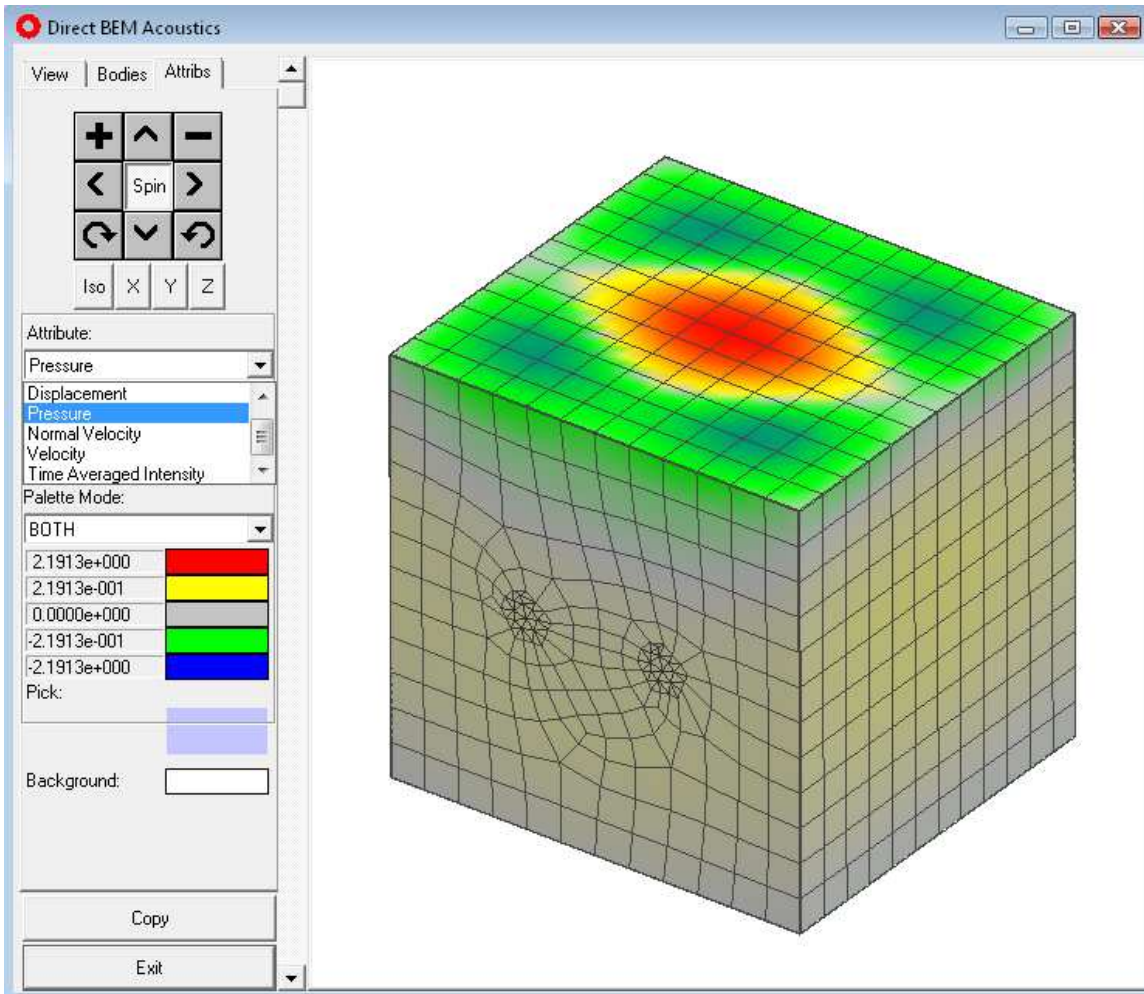 Direct BEM Acoustics
View Bodies Attribs
Spin
Iso X Y Z
Attribute:
Pressure
Displacement
Pressure
Normal Velocity
Velocity
Time Averaged Intensity
Palette Mode:
BOTH
2.1913e+000
2.1913e-001
0.0000e+000
-2.1913e-001
-2.1913e+000
Pick:
Background:
Copy
Exit